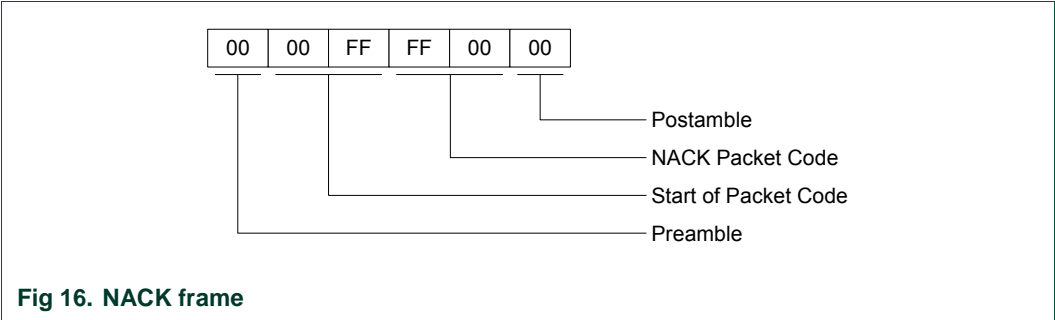 00 00 FF FF 00 00
Postamble
NACK Packet Code
Start of Packet Code
Preamble
Fig 16. NACK frame